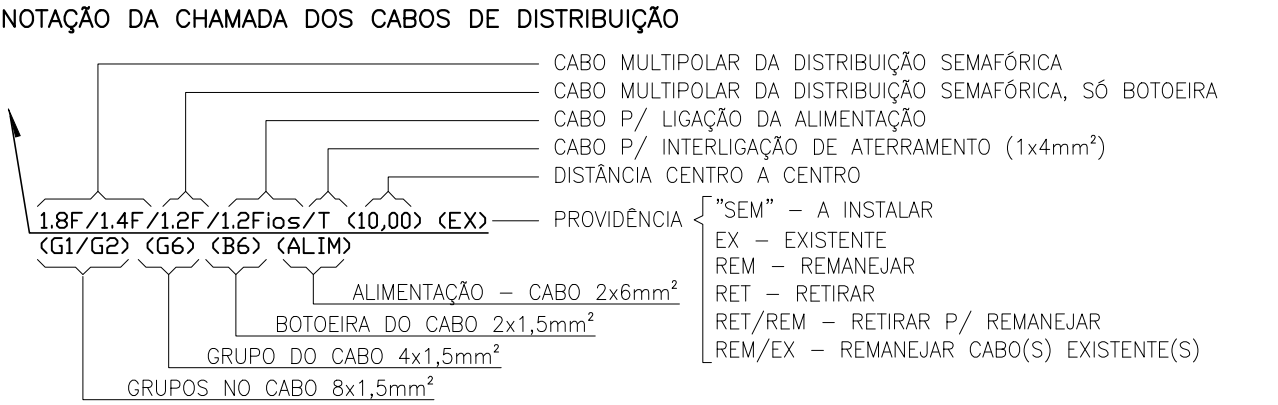 NOTAÇÃO DA CHAMADA DOS CABOS DE DISTRIBUIÇÃO
CABO MULTIPOLAR DA DISTRIBUIÇÃO SEMAFÓRICA
CABO MULTIPOLAR DA DISTRIBUIÇÃO SEMAFÓRICA, SÓ BOTOEIRA
CABO P/ LIGAÇÃO DA ALIMENTAÇÃO
CABO P/ INTERLIGAÇÃO DE ATERRAMENTO (1x4mm²)
DISTÂNCIA CENTRO A CENTRO
1.8F/1.4F/1.2F/1.2Fios/T (10,00) (EX)
(G1/G2) (G6) (B6) (ALIM)
PROVIDÊNCIA
"SEM" – A INSTALAR
EX – EXISTENTE
REM – REMANEJAR
RET – RETIRAR
RET/REM – RETIRAR P/ REMANEJAR
REM/EX – REMANEJAR CABO(S) EXISTENTE(S)
ALIMENTAÇÃO – CABO 2x6mm²
BOTOEIRA DO CABO 2x1,5mm²
GRUPO DO CABO 4x1,5mm²
GRUPOS NO CABO 8x1,5mm²